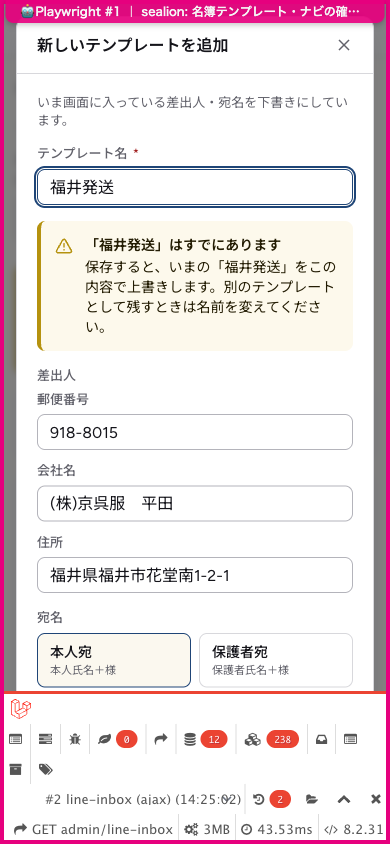 Playwright #1 | sealion: 名簿テンプレート・ナビの確…
新しいテンプレートを追加
いま画面に入っている差出人・宛名を下書きにしてい
ます。
テンプレート名 *
福井発送
「福井発送」はすでにあります
保存すると、いまの「福井発送」をこの
内容で上書きします。別のテンプレート
として残すときは名前を変えてくださ
い。
差出人
郵便番号
918-8015
会社名
(株)京呉服　平田
住所
福井県福井市花堂南1-2-1
宛名
本人宛
本人氏名+様
保護者宛
保護者氏名+様
0
12
238
#2 line-inbox (ajax) (14:25:02)
2
GET admin/line-inbox
3MB
43.53ms
8.2.31